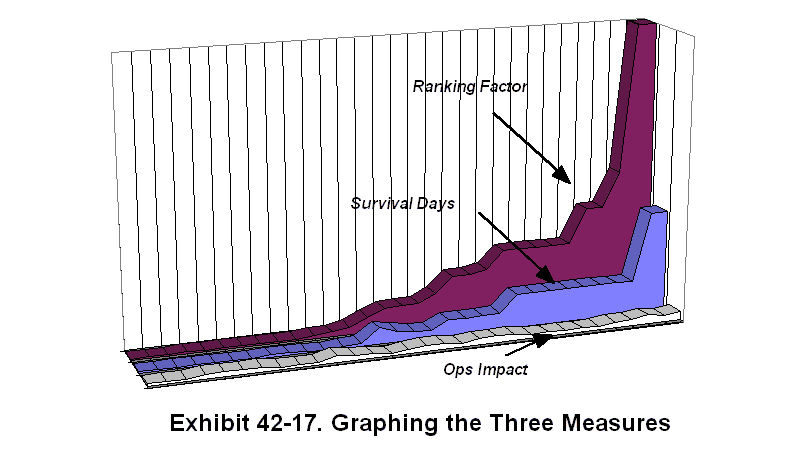 Ranking Factor
Survival Days
Ops Impact
Exhibit 42-17. Graphing the Three Measures